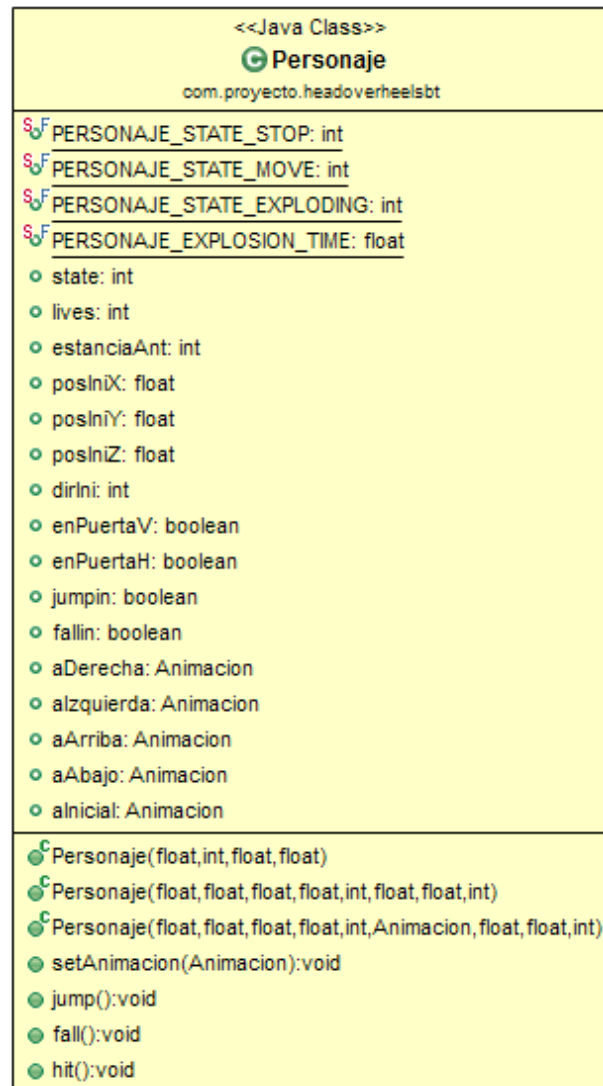 <<Java Class>>
C Personaje
com.proyecto.headoverheelsbt
S F PERSONAJE_STATE_STOP: int
S F PERSONAJE_STATE_MOVE: int
S F PERSONAJE_STATE_EXPLODING: int
S F PERSONAJE_EXPLOSION_TIME: float
state: int
lives: int
estanciaAnt: int
posIniX: float
posIniY: float
posIniZ: float
dirIni: int
enPuertaV: boolean
enPuertaH: boolean
jumpin: boolean
fallin: boolean
aDerecha: Animacion
aIzquierda: Animacion
aArriba: Animacion
aAbajo: Animacion
aInicial: Animacion
C Personaje(float,int,float,float)
C Personaje(float,float,float,float,int,float,float,int)
C Personaje(float,float,float,float,int,Animacion,float,float,int)
setAnimacion(Animacion):void
jump():void
fall():void
hit():void